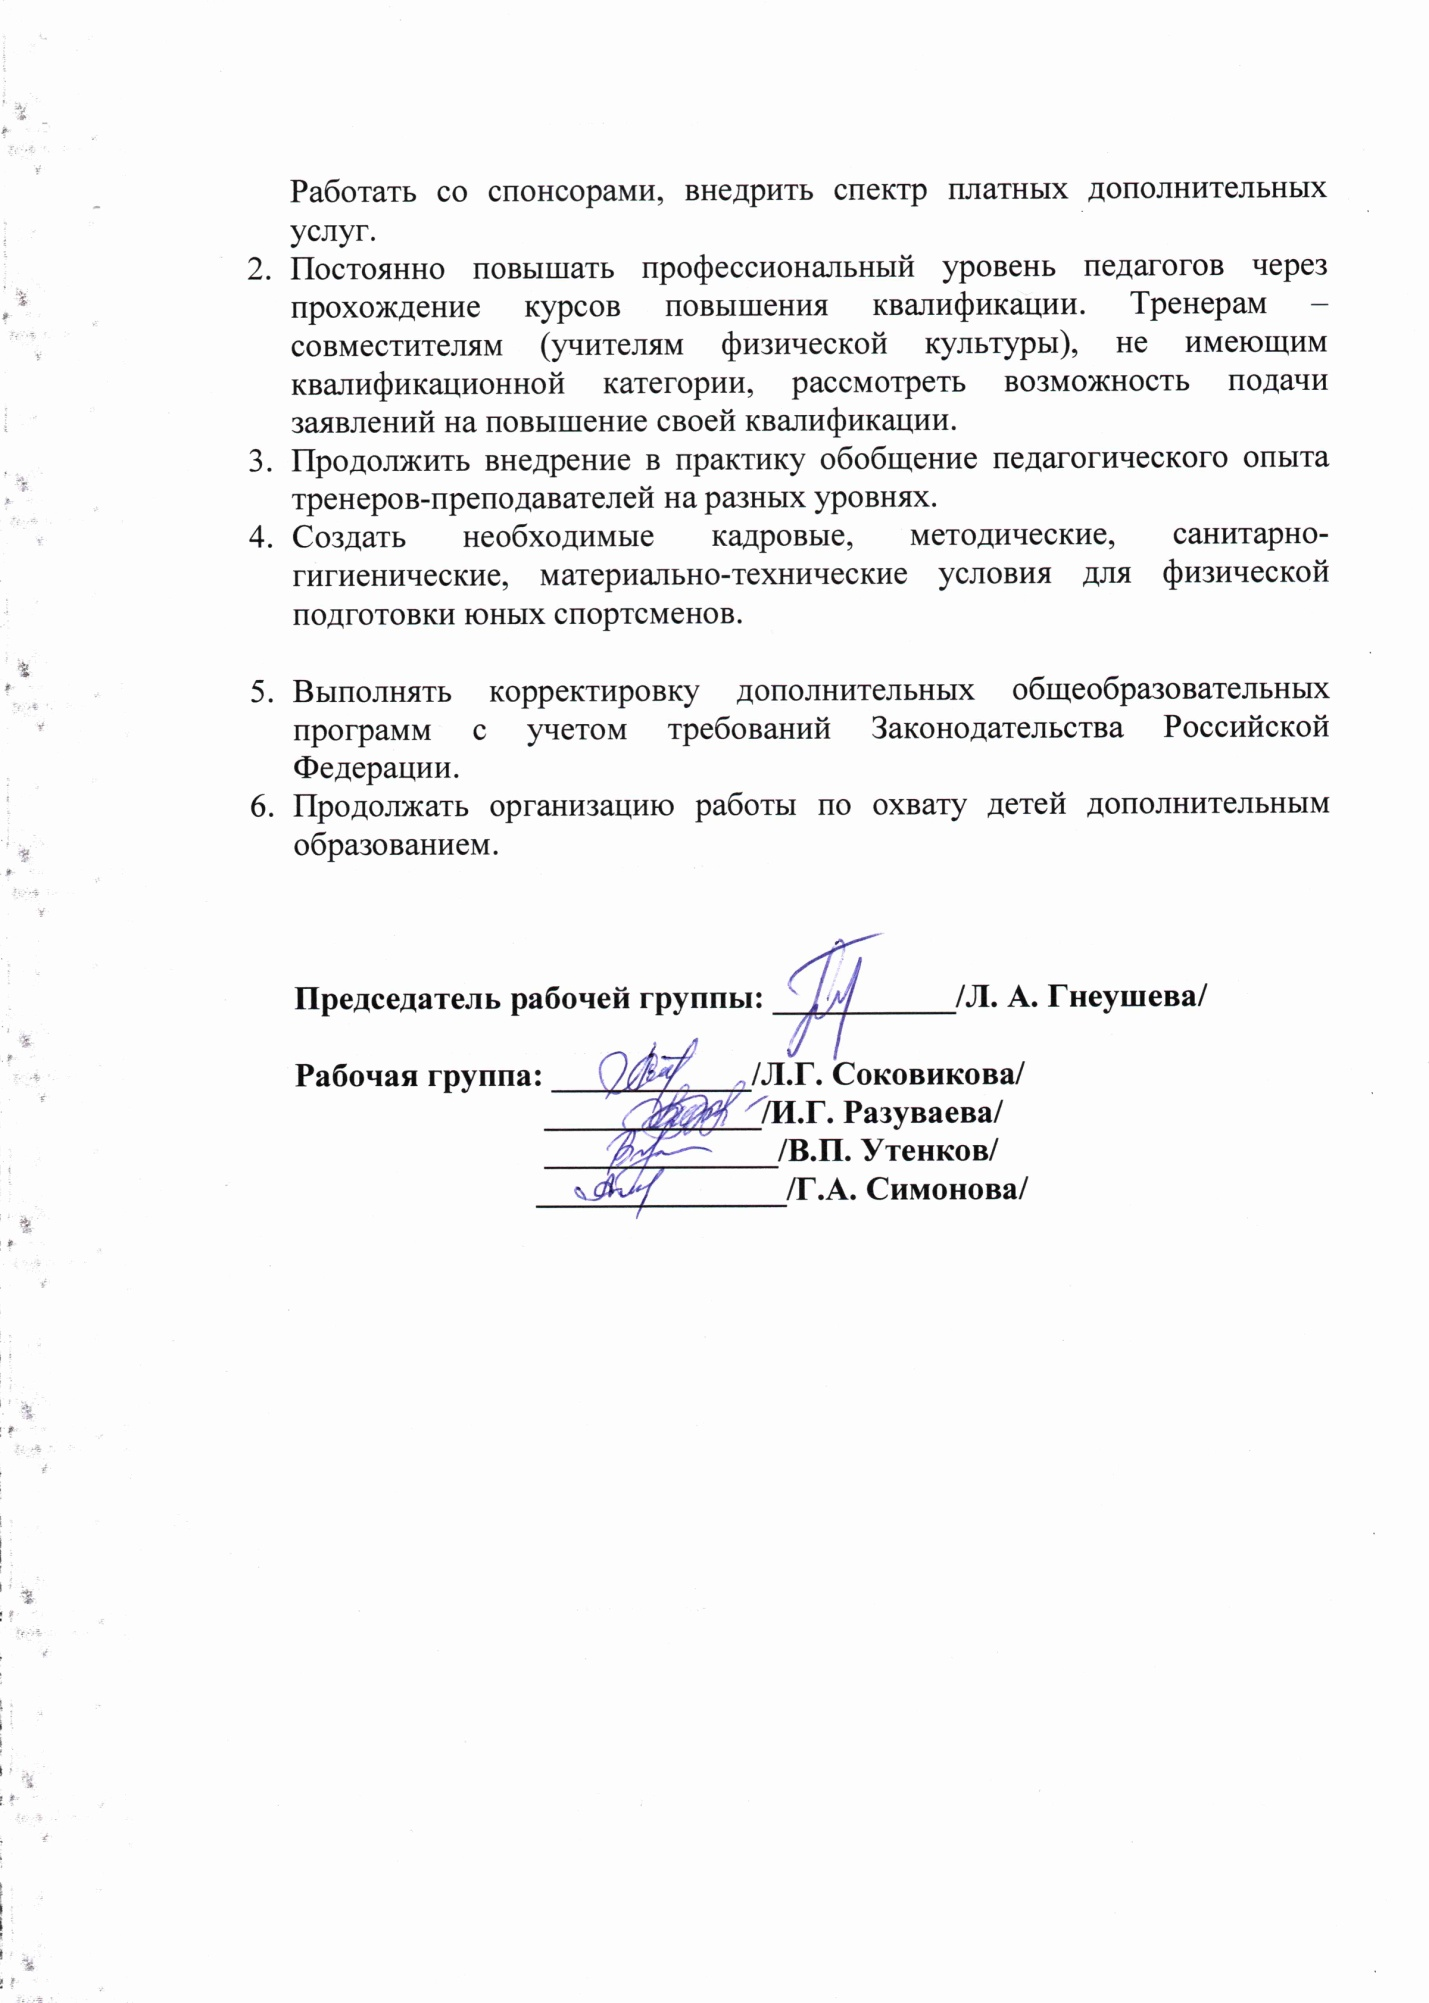 Работать со спонсорами, внедрить спектр платных дополнительных
услуг.
2. Постоянно повышать профессиональный уровень педагогов через
прохождение курсов повышения квалификации. Тренерам –
совместителям (учителям физической культуры), не имеющим
квалификационной категории, рассмотреть возможность подачи
заявлений на повышение своей квалификации.
3. Продолжить внедрение в практику обобщение педагогического опыта
тренеров-преподавателей на разных уровнях.
4. Создать необходимые кадровые, методические, санитарно-
гигиенические, материально-технические условия для физической
подготовки юных спортсменов.
5. Выполнять корректировку дополнительных общеобразовательных
программ с учетом требований Законодательства Российской
Федерации.
6. Продолжать организацию работы по охвату детей дополнительным
образованием.
Председатель рабочей группы: ___________/Л. А. Гнеушева/
Рабочая группа: ____________/Л.Г. Соковикова/
_____________/И.Г. Разуваева/
______________/В.П. Утенков/
_______________/Г.А. Симонова/